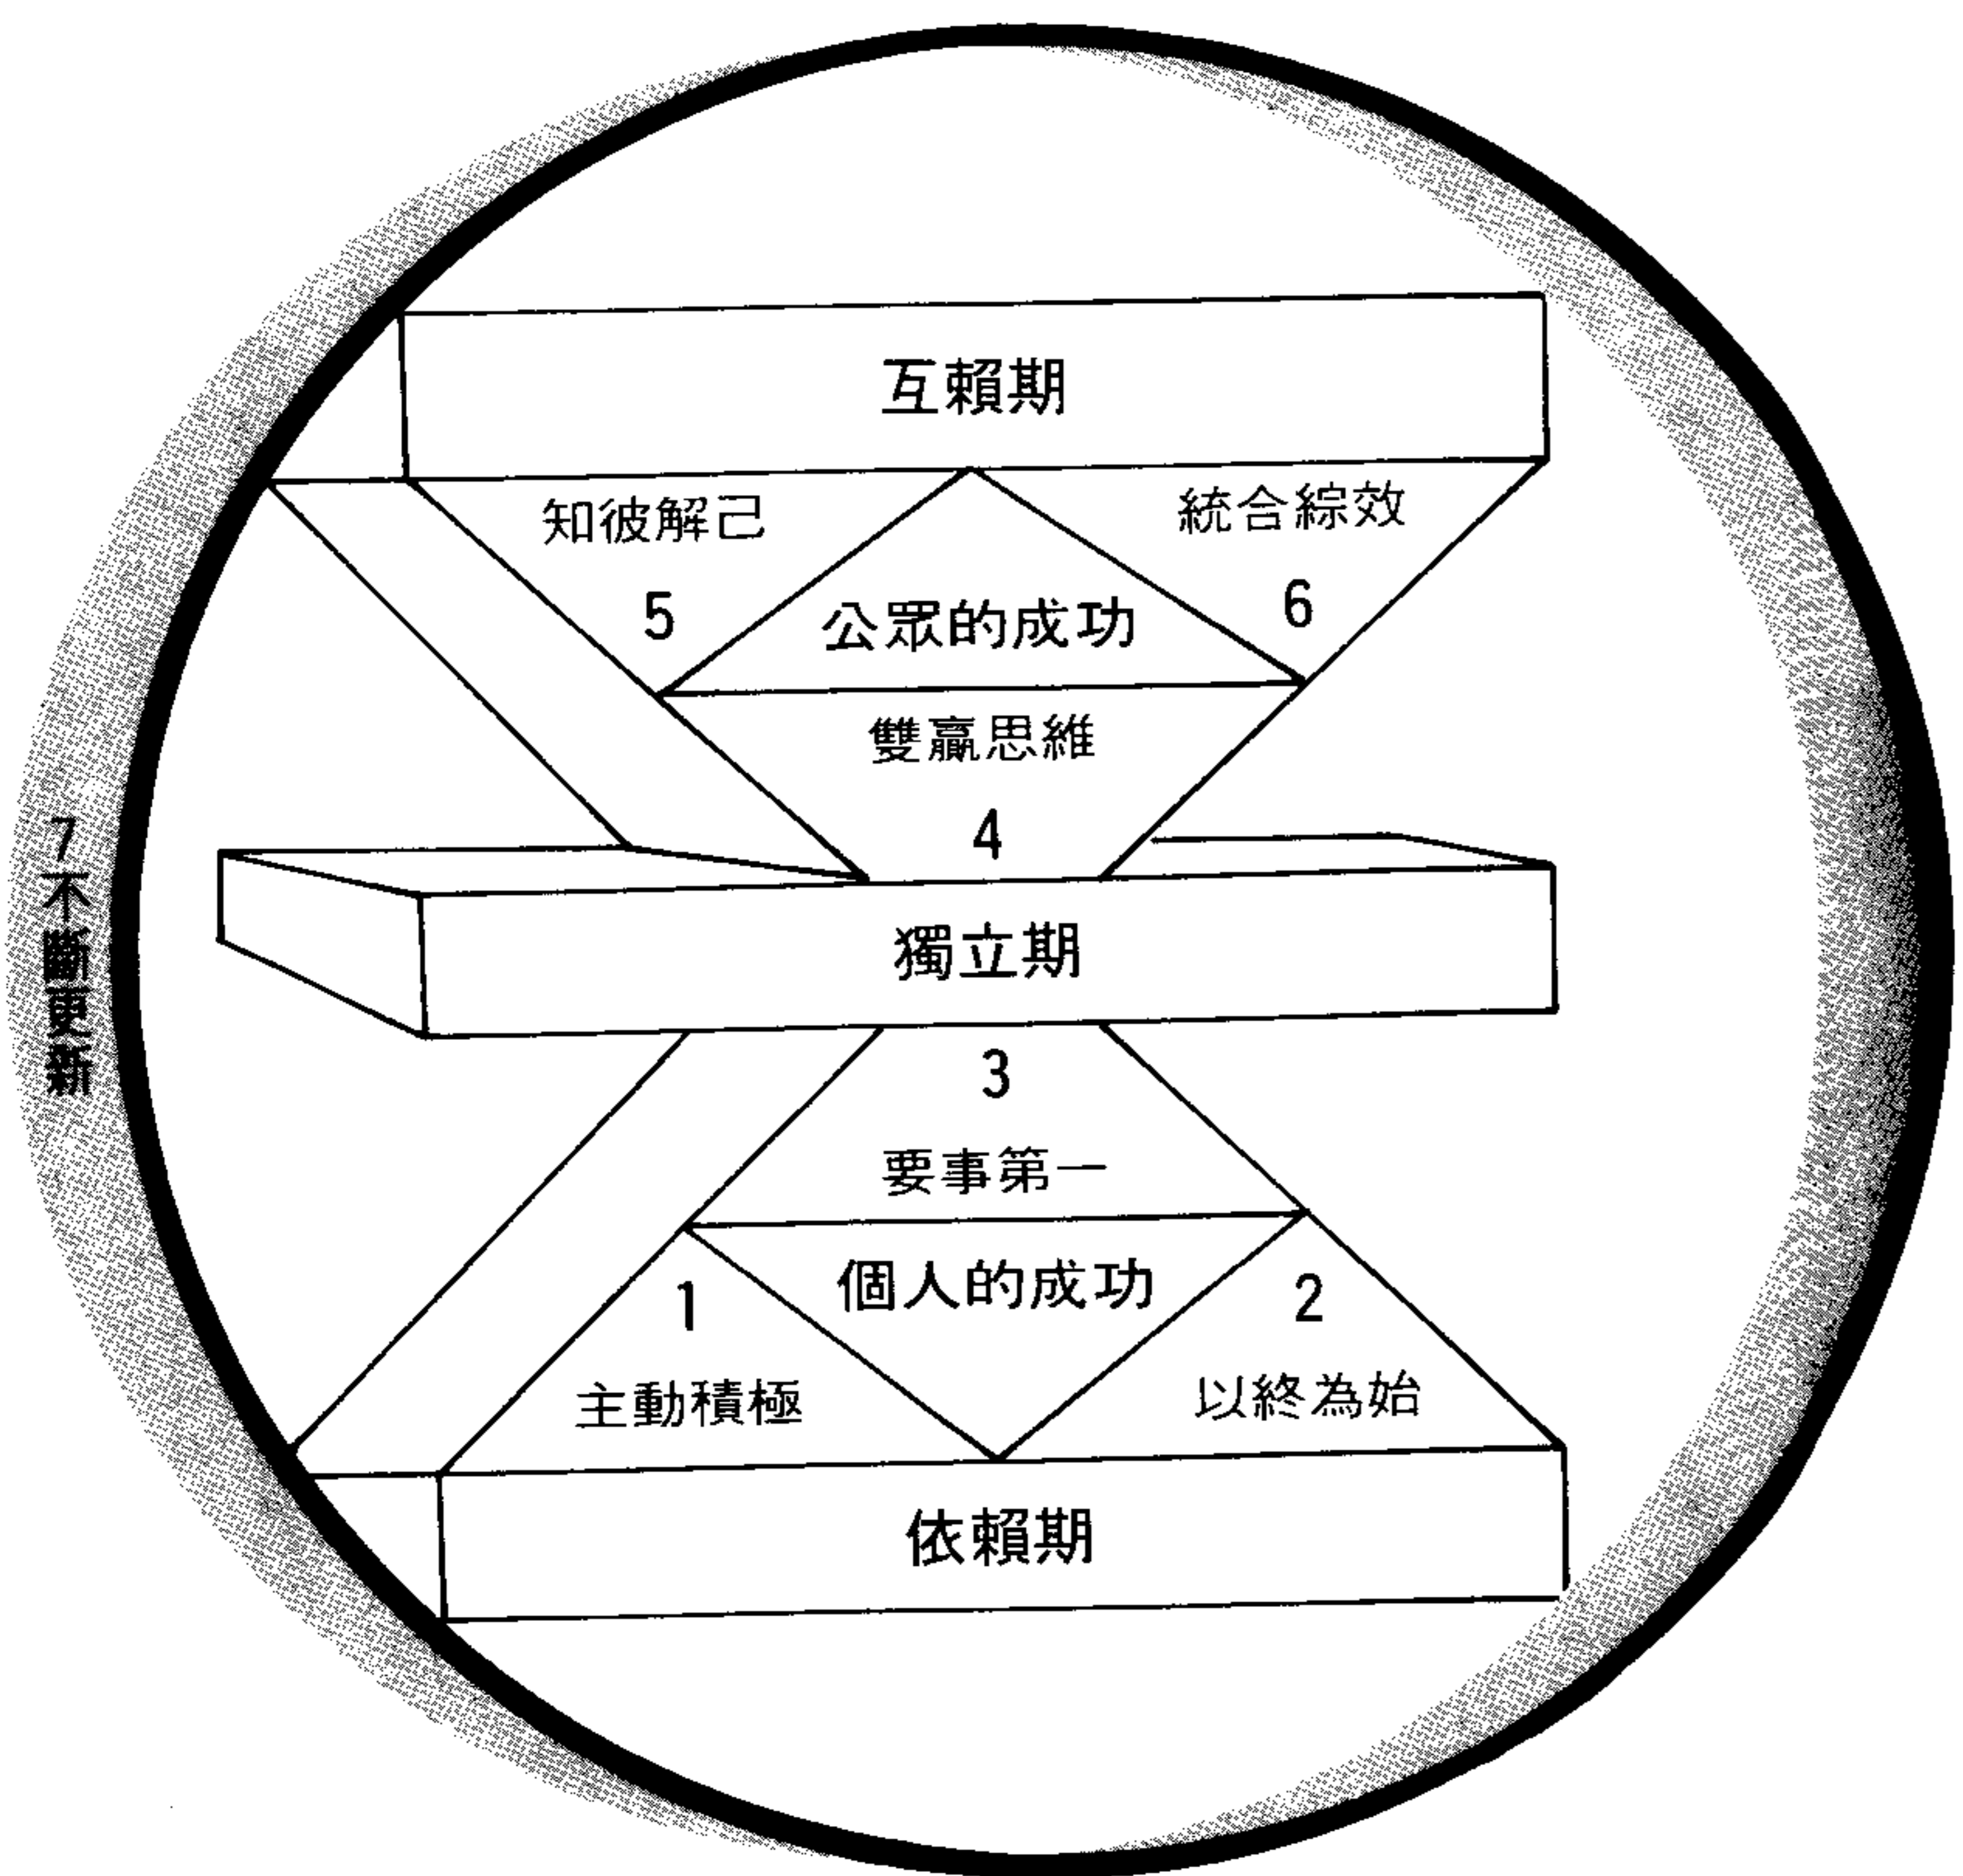 互賴期
知彼解己
統合綜效
5
公眾的成功
6
雙贏思維
4
7不斷更新
獨立期
3
要事第一
個人的成功
1
2
主動積極
以終為始
依賴期